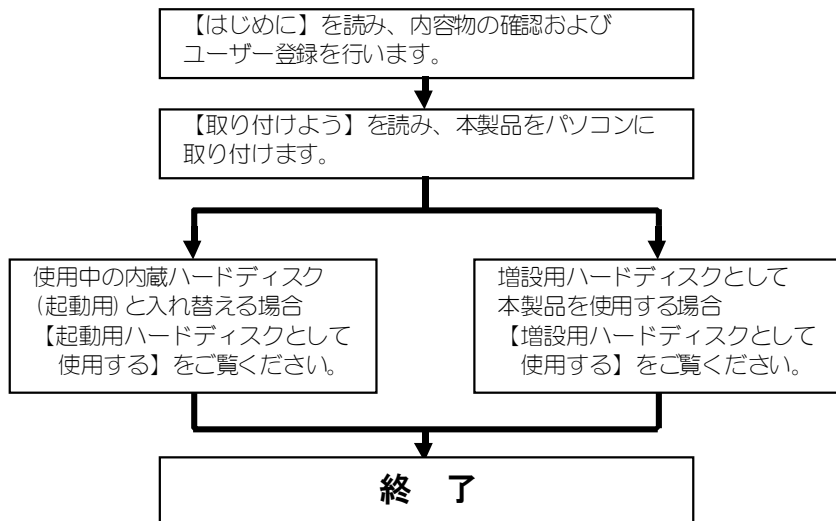 【はじめに】を読み、内容物の確認および
ユーザー登録を行います。
【取り付けよう】を読み、本製品をパソコンに
取り付けます。
使用中の内蔵ハードディスク
(起動用)と入れ替える場合
【起動用ハードディスクとして
使用する】をご覧ください。
増設用ハードディスクとして
本製品を使用する場合
【増設用ハードディスクとして
使用する】をご覧ください。
終 了